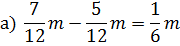 a) 7/12 m − 5/12 m = 1/6 m